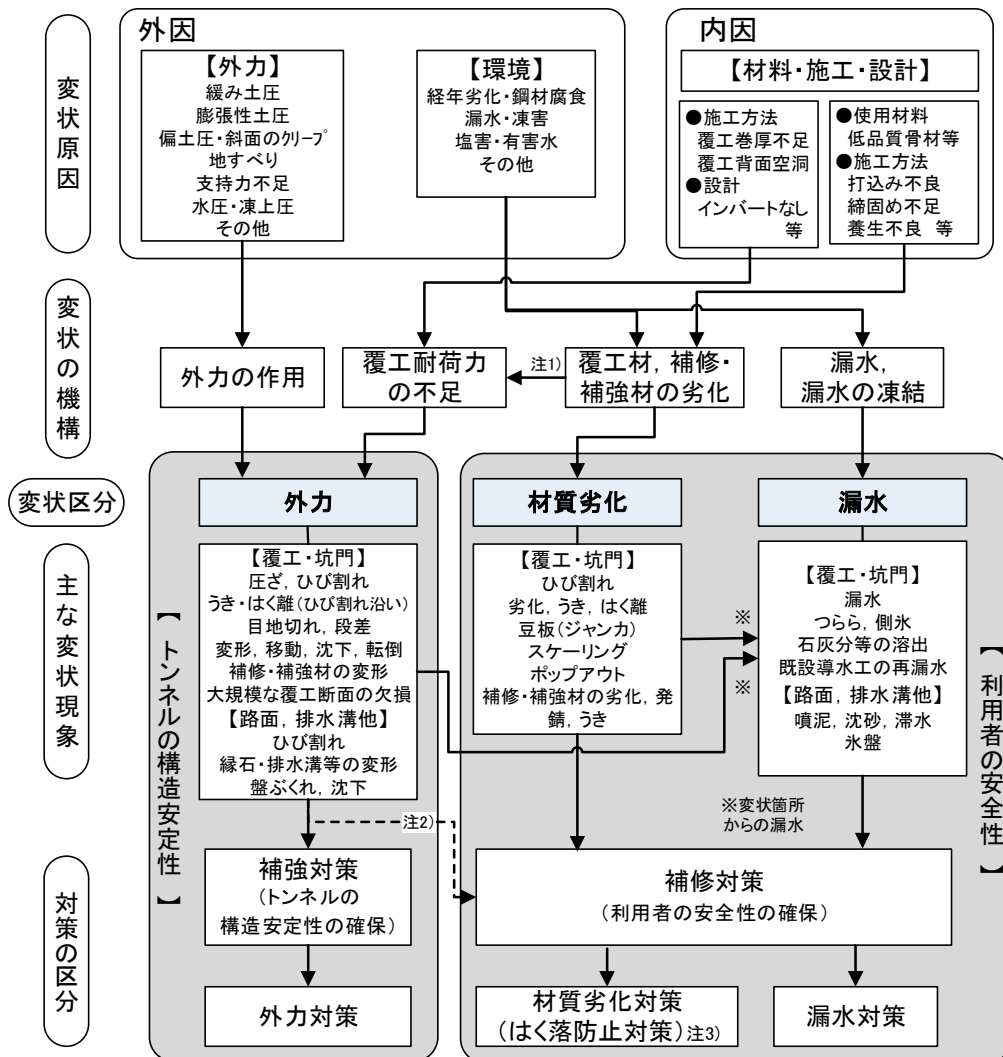 変状原因
外因
【外力】
緩み土圧
膨張性土圧
偏土圧・斜面のクリープ
地すべり
支持力不足
水圧・凍上圧
その他
【環境】
経年劣化・鋼材腐食
漏水・凍害
塩害・有害水
その他
内因
【材料・施工・設計】
●施工方法
覆工巻厚不足
覆工背面空洞
●設計
インバートなし
等
●使用材料
低品質骨材等
●施工方法
打込み不良
締固め不足
養生不良 等
変状の機構
外力の作用
覆工耐荷力
の不足
注1)
覆工材，補修・
補強材の劣化
漏水，
漏水の凍結
変状区分
外力
材質劣化
漏水
主な変状現象
【トンネルの構造安定性】
【覆工・坑門】
圧ざ，ひび割れ
うき・はく離（ひび割れ沿い）
目地切れ，段差
変形，移動，沈下，転倒
補修・補強材の変形
大規模な覆工断面の欠損
【路面，排水溝他】
ひび割れ
縁石・排水溝等の変形
盤ぶくれ，沈下
【覆工・坑門】
ひび割れ
劣化，うき，はく離
豆板（ジャンカ）
スケーリング
ポップアウト
補修・補強材の劣化，発
錆，うき
※
※
【覆工・坑門】
漏水
つらら，側氷
石灰分等の溶出
既設導水工の再漏水
【路面，排水溝他】
噴泥，沈砂，滞水
氷盤
【利用者の安全性】
※変状箇所
からの漏水
注2)
対策の区分
補強対策
（トンネルの
構造安定性の確保）
補修対策
（利用者の安全性の確保）
外力対策
材質劣化対策
（はく落防止対策）注3)
漏水対策